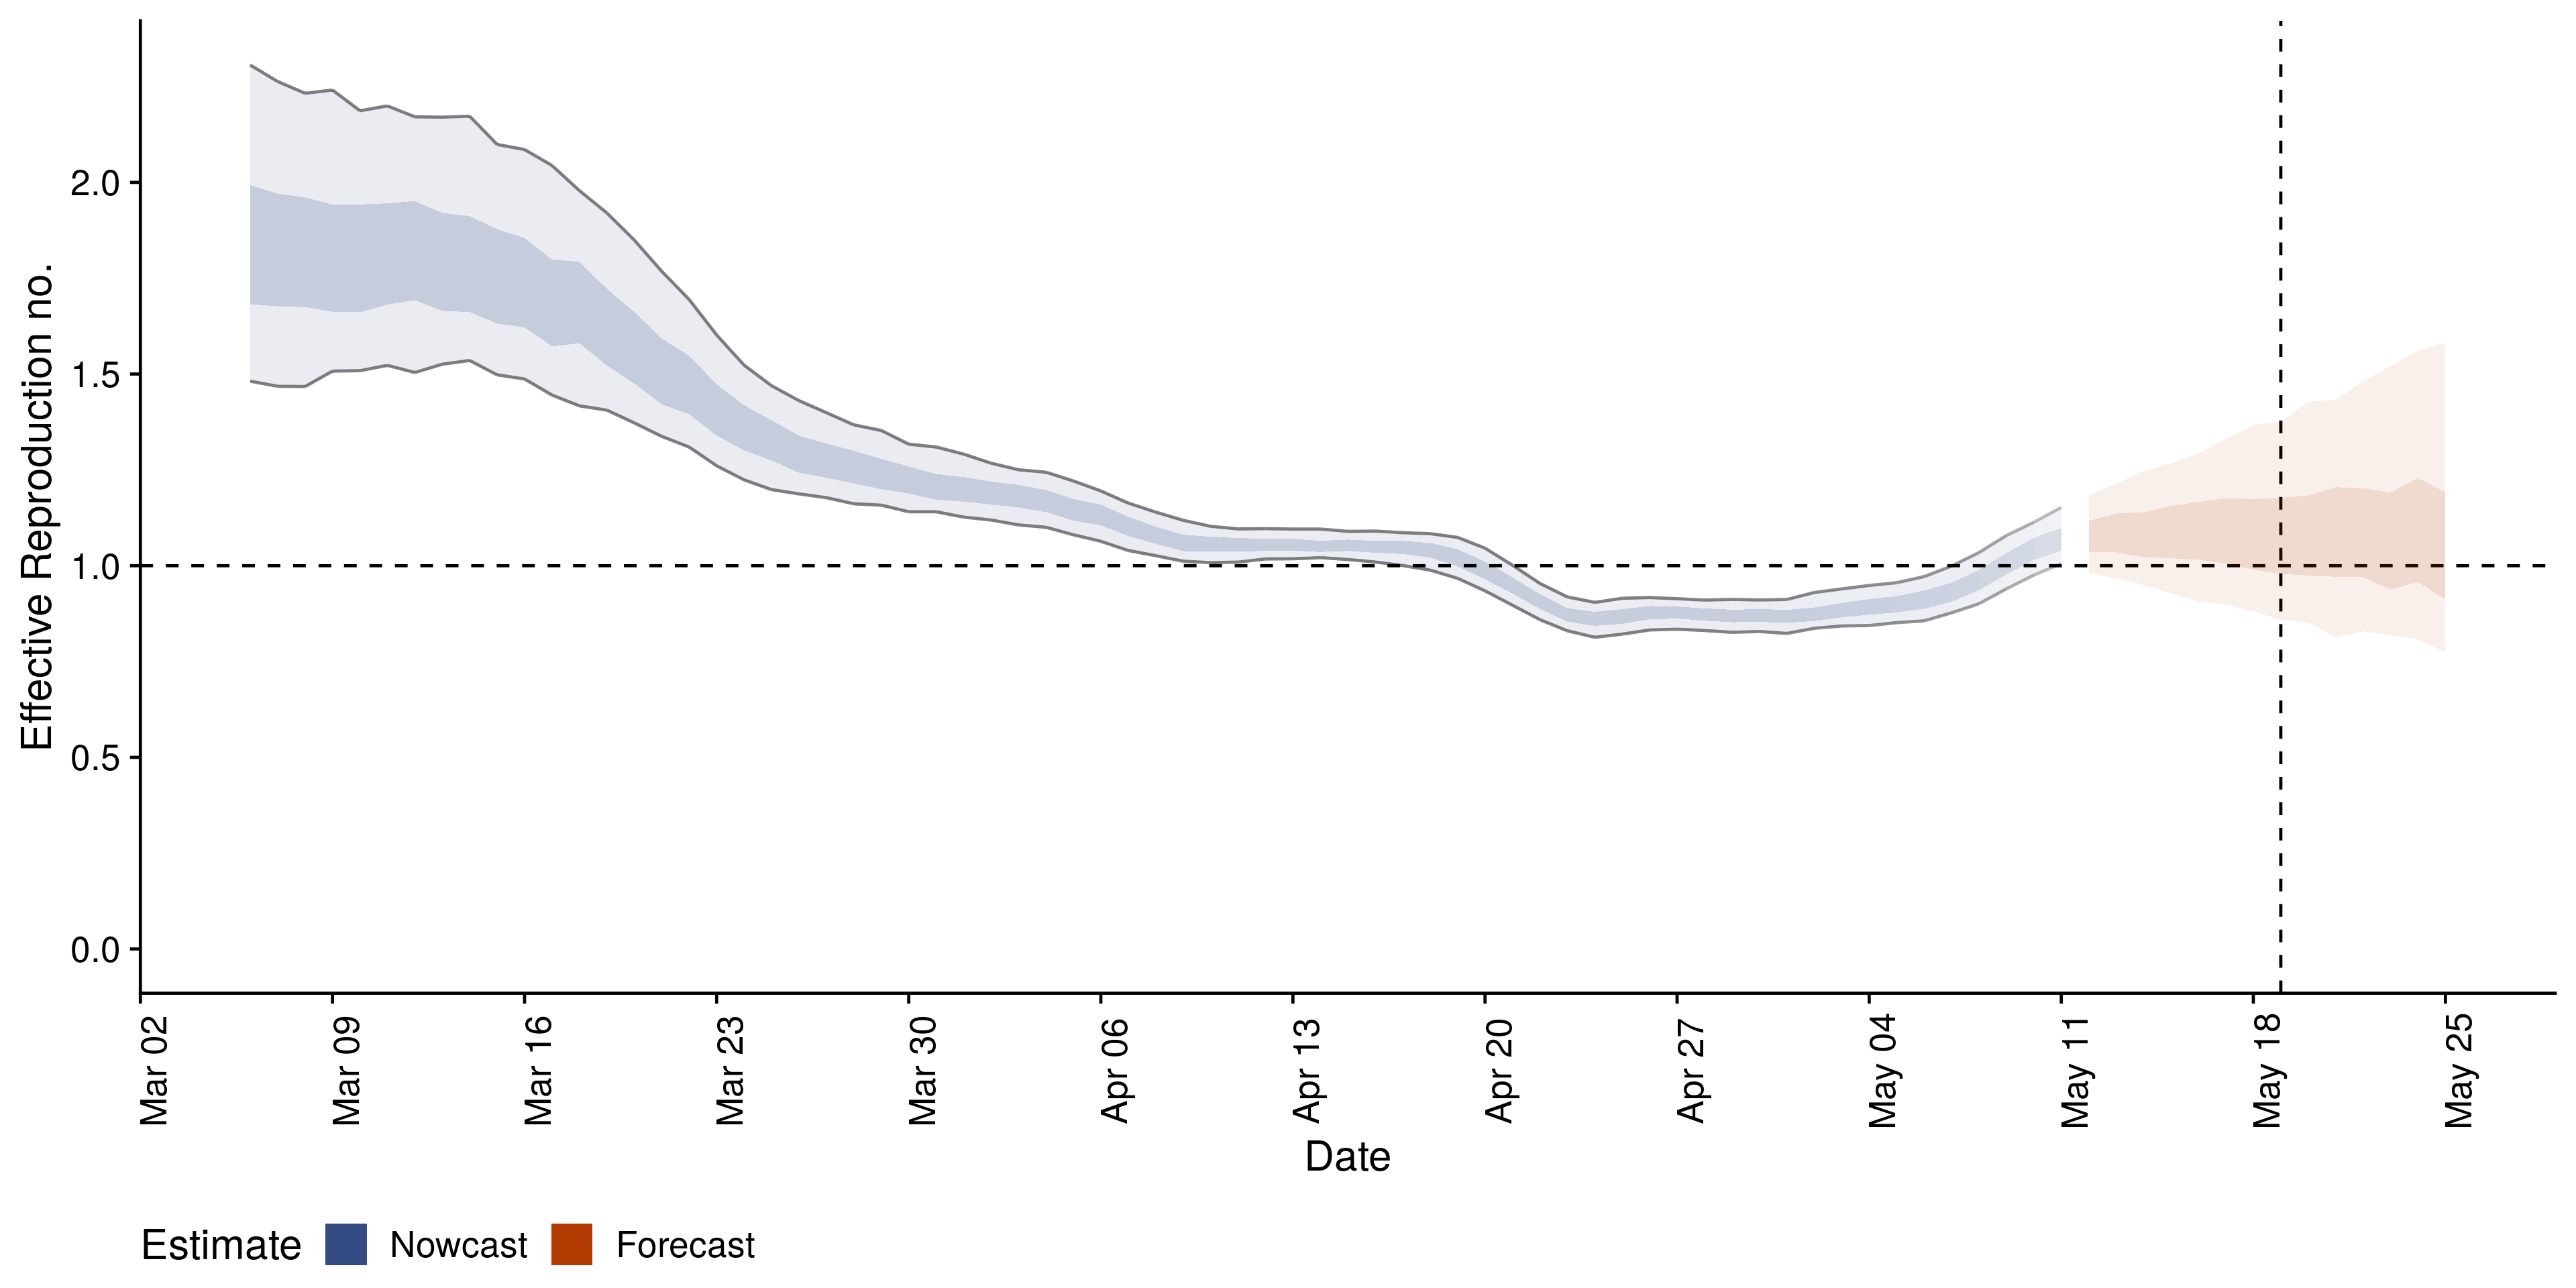 Effective Reproduction no.
2.0
1.5
1.0
0.5
0.0
Mar 02
Mar 09
Mar 16
Mar 23
Mar 30
Apr 06
Apr 13
Apr 20
Apr 27
May 04
May 11
May 18
May 25
Date
Estimate Nowcast Forecast